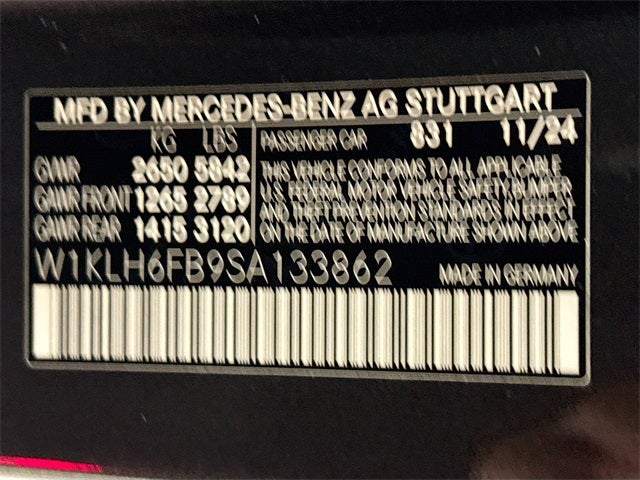 MFD BY MERCEDES-BENZ AG STUTTGART
KG LBS
GVWR 2650 5842
GAWR FRONT 1265 2789
GAWR REAR 1415 3120
PASSENGER CAR 831 11/24
THIS VEHICLE CONFORMS TO ALL APPLICABLE
U.S. FEDERAL MOTOR VEHICLE SAFETY, BUMPER
AND THEFT PREVENTION STANDARDS IN EFFECT
ON THE DATE OF MANUFACTURE SHOWN ABOVE
W1KLH6FB9SA133862
MADE IN GERMANY